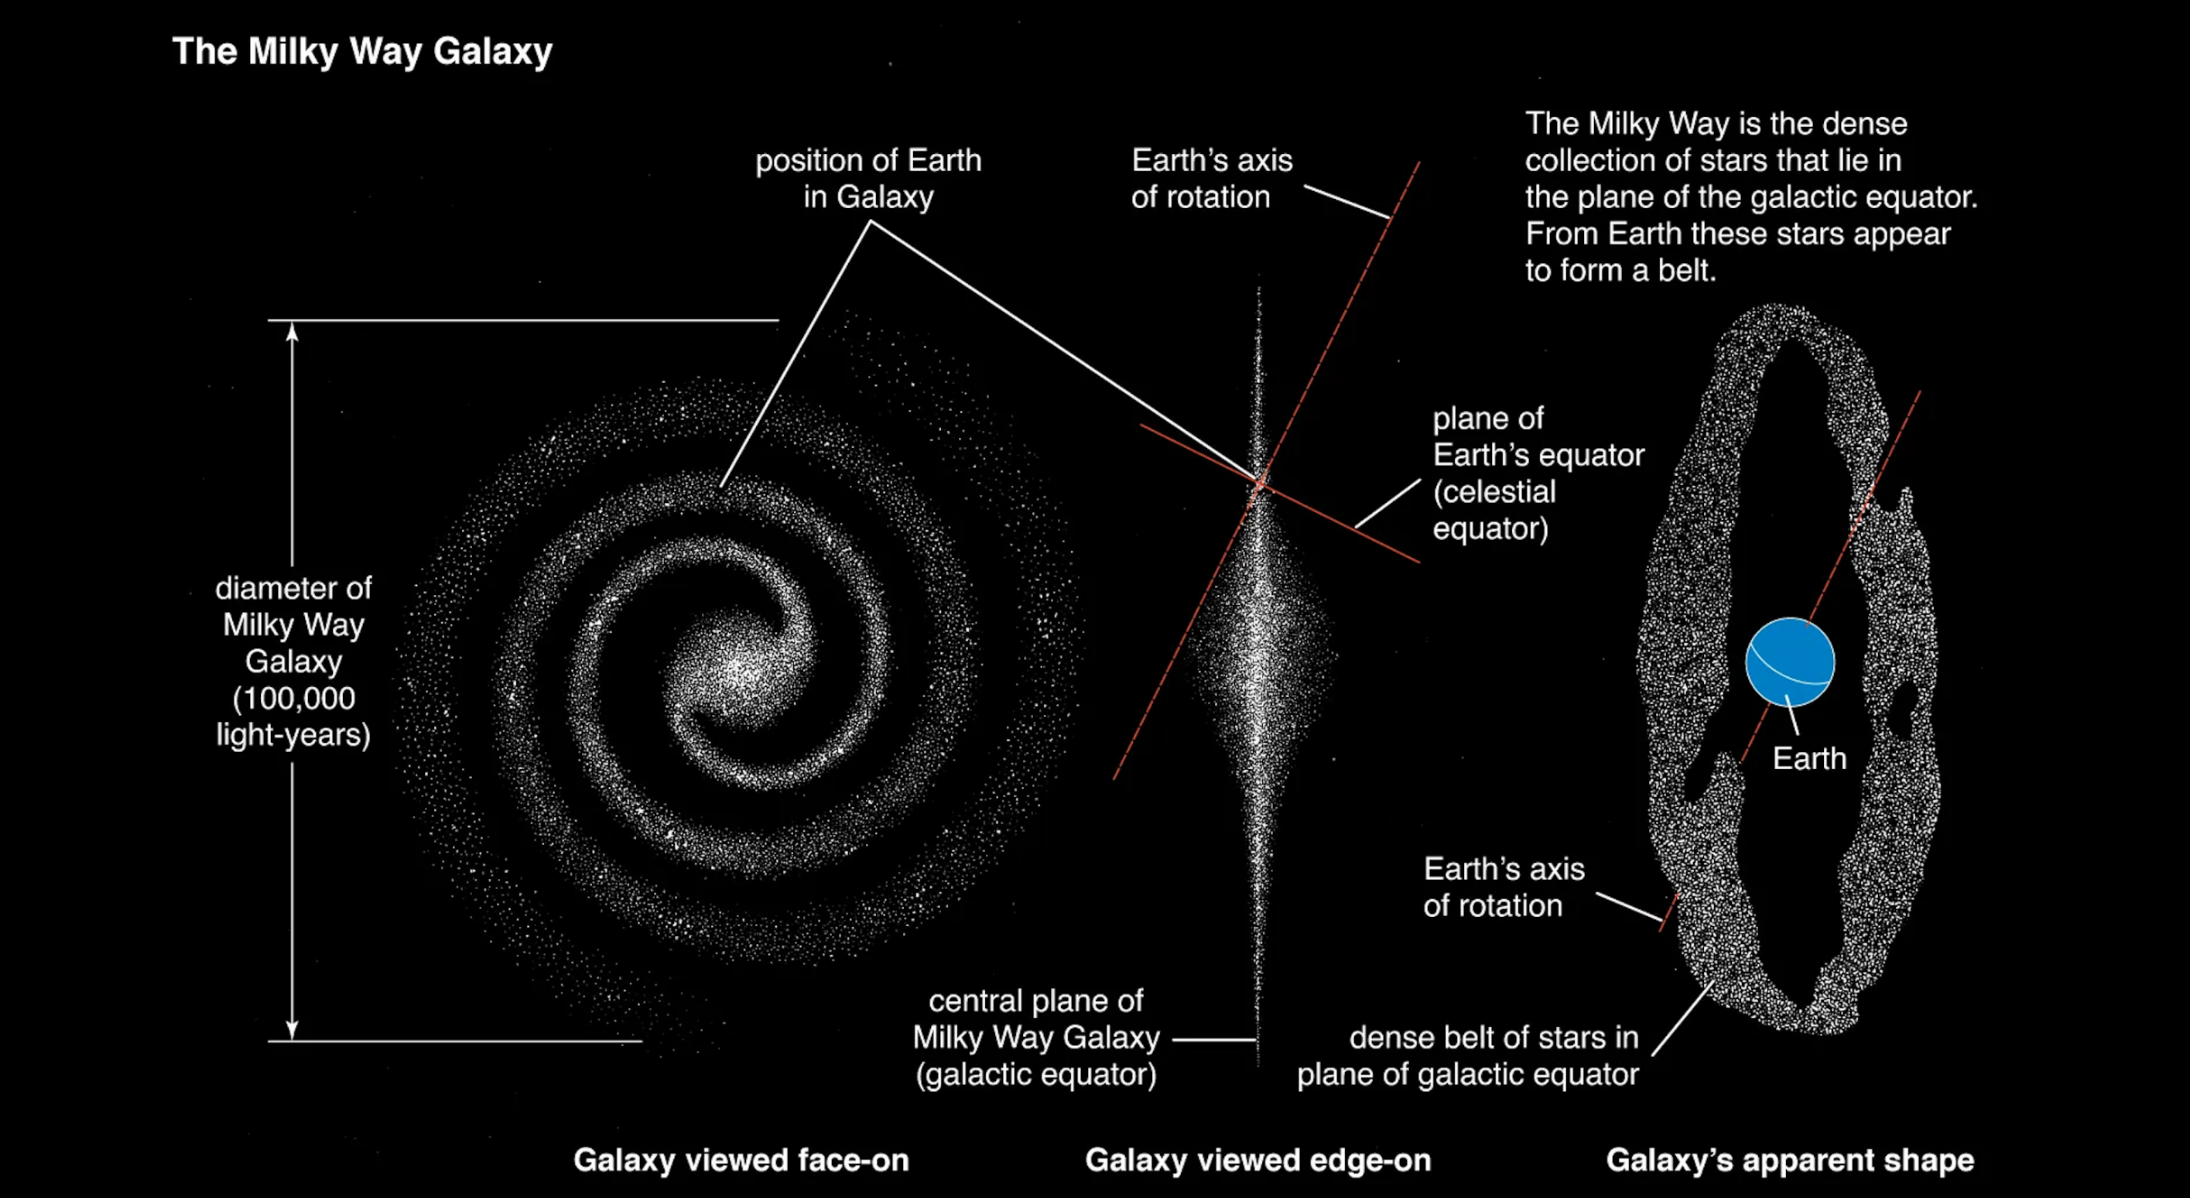 The Milky Way Galaxy
position of Earth
in Galaxy
Earth's axis
of rotation
The Milky Way is the dense
collection of stars that lie in
the plane of the galactic equator.
From Earth these stars appear
to form a belt.
plane of
Earth's equator
(celestial
equator)
diameter of
Milky Way
Galaxy
(100,000
light-years)
Earth
Earth's axis
of rotation
central plane of
Milky Way Galaxy
(galactic equator)
dense belt of stars in
plane of galactic equator
Galaxy viewed face-on
Galaxy viewed edge-on
Galaxy's apparent shape